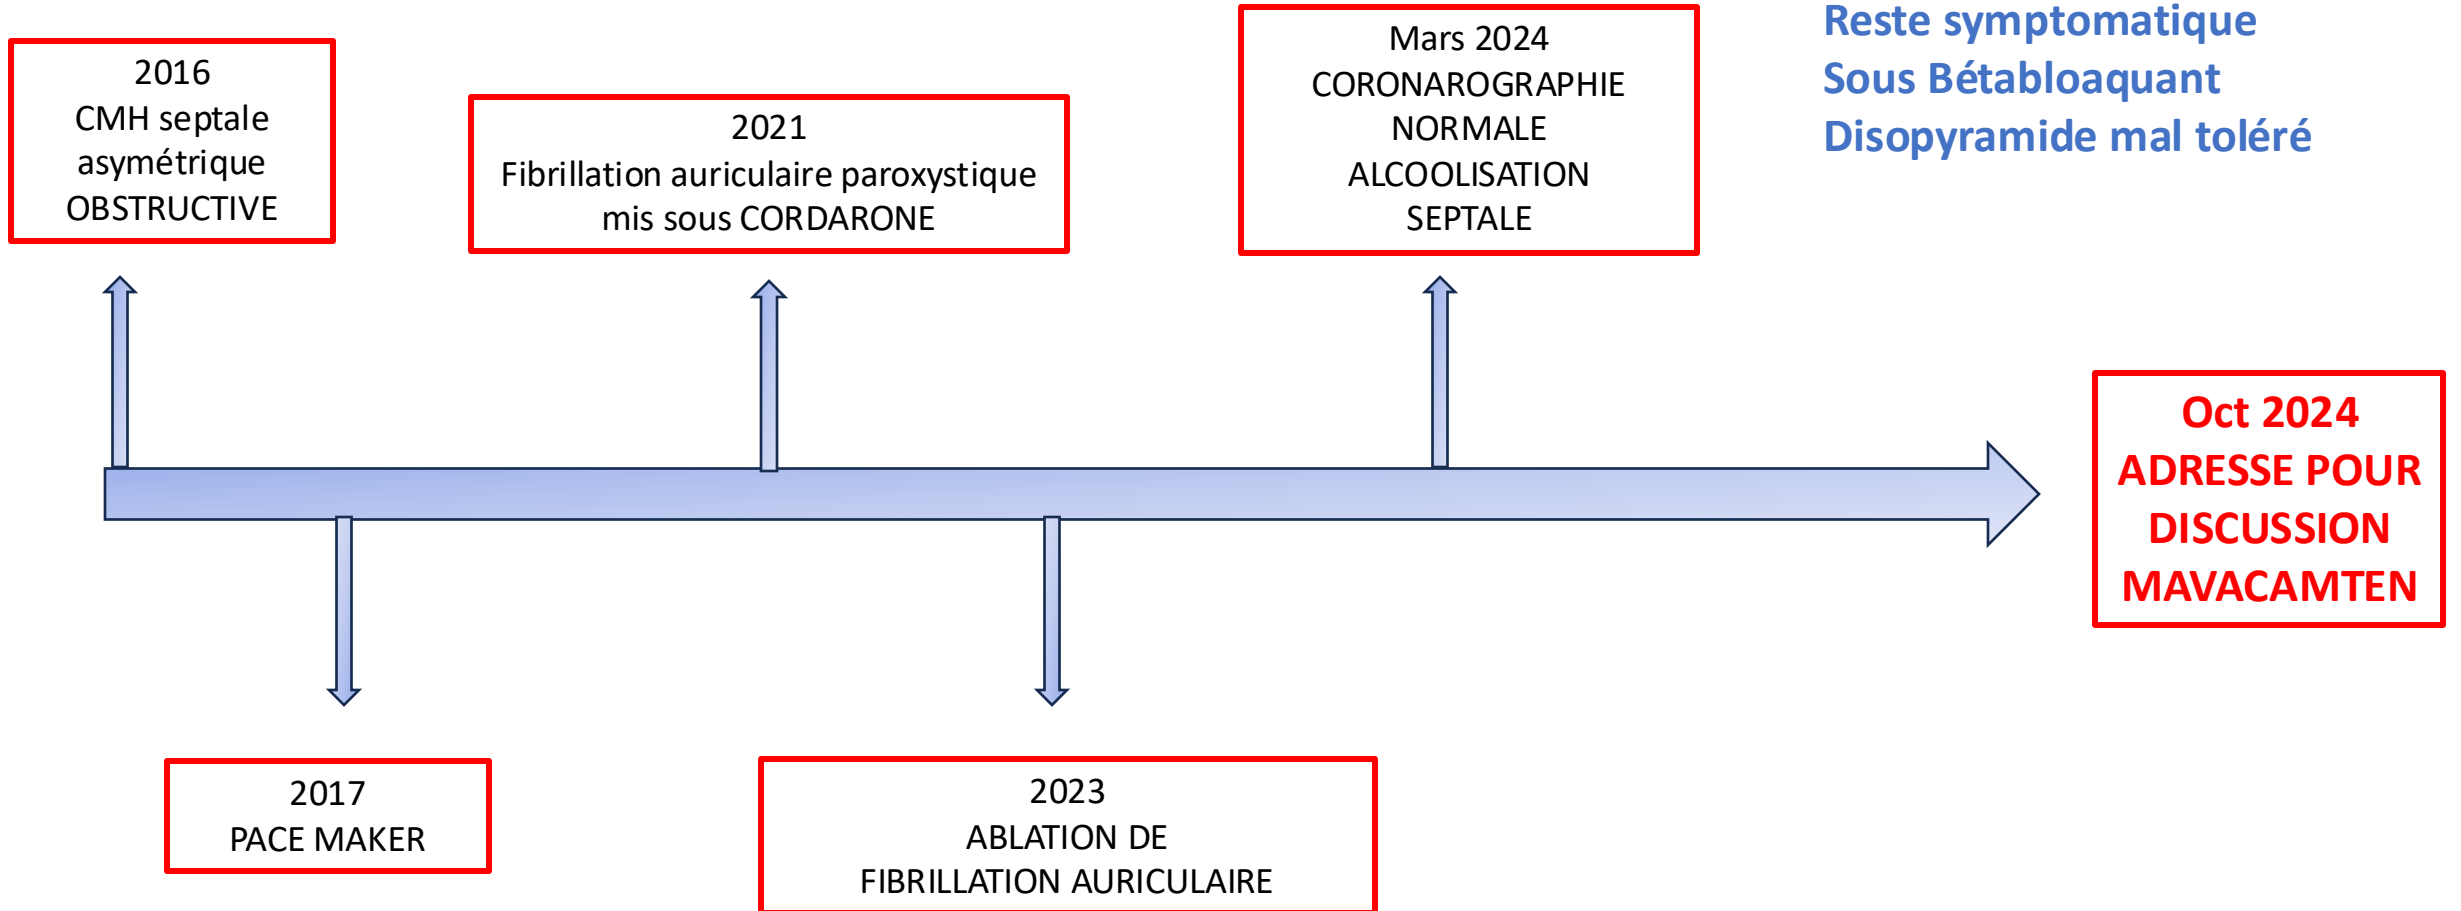 2016
CMH septale
asymétrique
OBSTRUCTIVE
2021
Fibrillation auriculaire paroxystique
mis sous CORDARONE
Mars 2024
CORONAROGRAPHIE
NORMALE
ALCOOLISATION
SEPTALE
Reste symptomatique
Sous Bétabloaquant
Disopyramide mal toléré
Oct 2024
ADRESSE POUR
DISCUSSION
MAVACAMTEN
2017
PACE MAKER
2023
ABLATION DE
FIBRILLATION AURICULAIRE